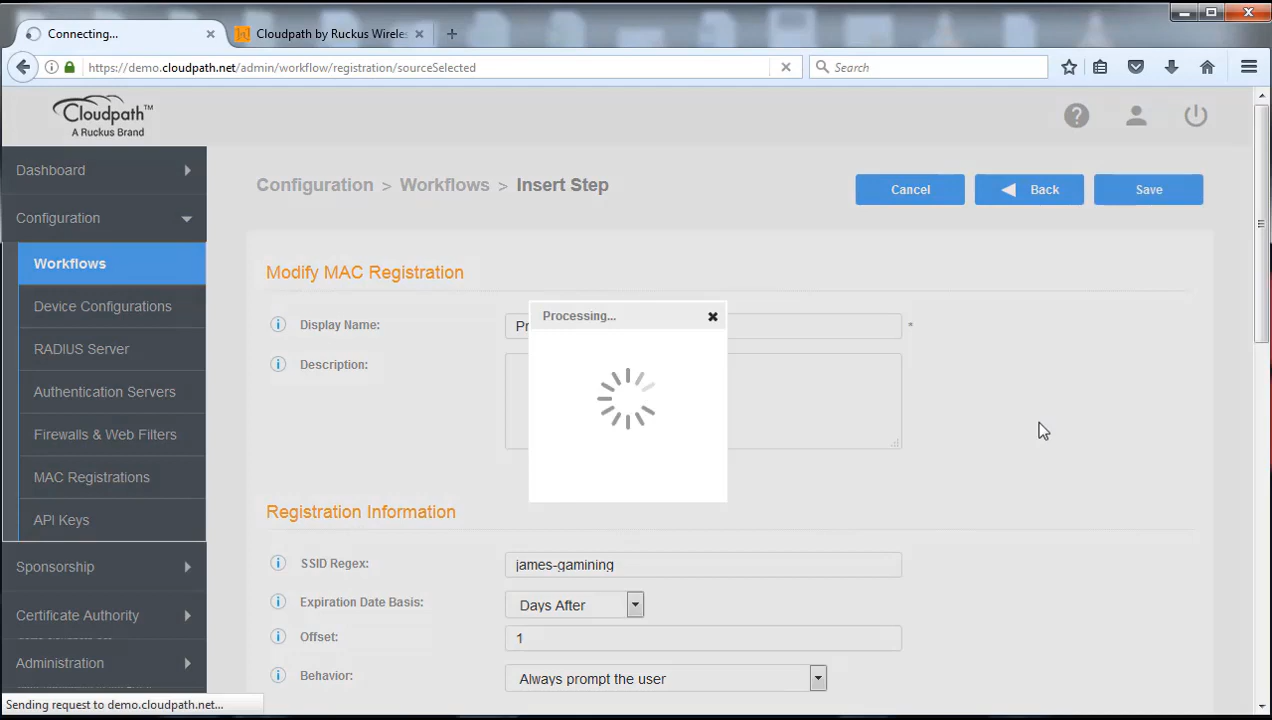 Connecting...
Cloudpath by Ruckus Wireles
https://demo.cloudpath.net/admin/workflow/registration/sourceSelected
Search
Cloudpath™
A Ruckus Brand
Dashboard
Configuration
Workflows
Device Configurations
RADIUS Server
Authentication Servers
Firewalls & Web Filters
MAC Registrations
API Keys
Sponsorship
Certificate Authority
Administration
Sending request to demo.cloudpath.net...
Configuration > Workflows > Insert Step
Cancel
Back
Save
Modify MAC Registration
Display Name:
Pr
*
Description:
Processing...
Registration Information
SSID Regex:
james-gamining
Expiration Date Basis:
Days After
Offset:
1
Behavior:
Always prompt the user